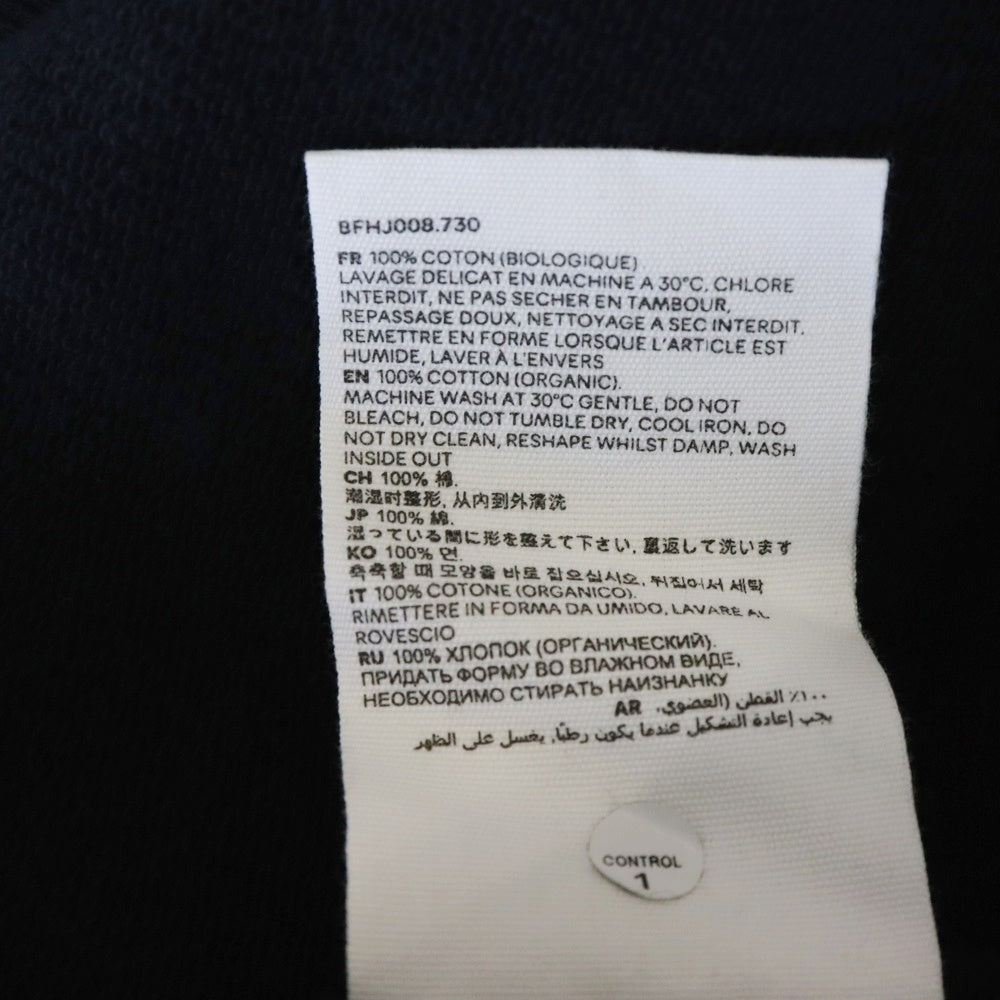 BFHJ008.730
FR 100% COTON (BIOLOGIQUE).
LAVAGE DELICAT EN MACHINE A 30°C, CHLORE
INTERDIT, NE PAS SECHER EN TAMBOUR,
REPASSAGE DOUX, NETTOYAGE A SEC INTERDIT,
REMETTRE EN FORME LORSQUE L'ARTICLE EST
HUMIDE, LAVER À L'ENVERS
EN 100% COTTON (ORGANIC).
MACHINE WASH AT 30°C GENTLE, DO NOT
BLEACH, DO NOT TUMBLE DRY, COOL IRON, DO
NOT DRY CLEAN, RESHAPE WHILST DAMP, WASH
INSIDE OUT
CH 100% 棉.
潮湿时整形, 从内到外清洗
JP 100% 綿.
湿っている間に形を整えて下さい, 裏返して洗います
KO 100% 면.
축축할 때 모양을 바로 잡으십시오, 뒤집어서 세탁
IT 100% COTONE (ORGANICO).
RIMETTERE IN FORMA DA UMIDO, LAVARE AL
ROVESCIO
RU 100% ХЛОПОК (ОРГАНИЧЕСКИЙ).
ПРИДАТЬ ФОРМУ ВО ВЛАЖНОМ ВИДЕ,
НЕОБХОДИМО СТИРАТЬ НАИЗНАНКУ
١٠٠٪ القطن (العضوي. AR
يجب إعادة التشكيل عندما يكون رطبًا, يغسل على الظهر
CONTROL
1